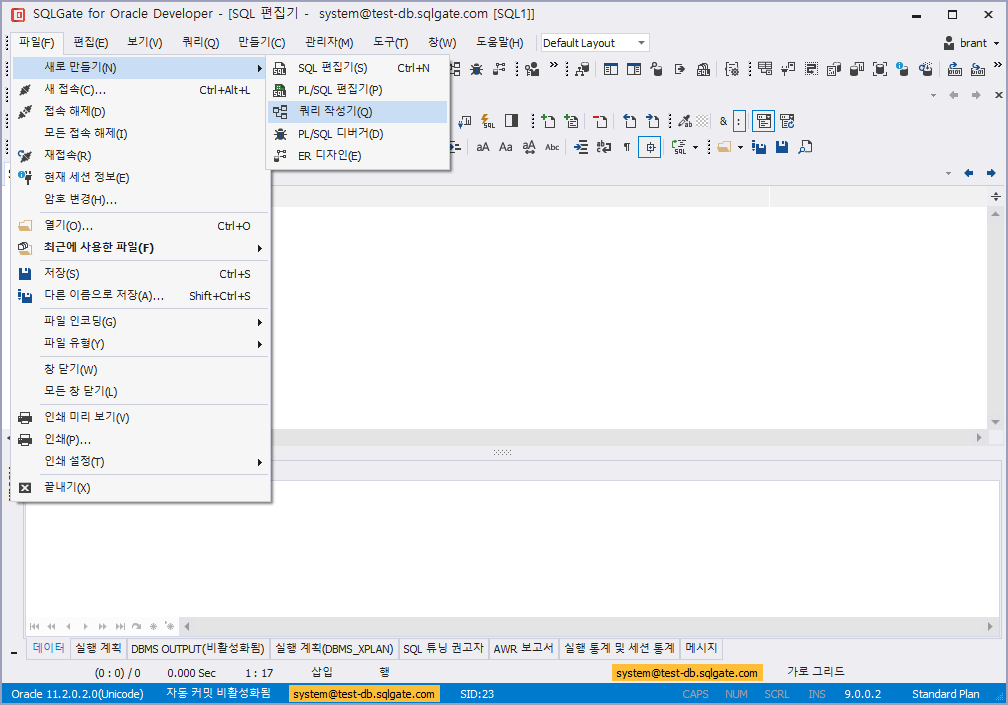 SQLGate for Oracle Developer - [SQL 편집기 - system@test-db.sqlgate.com [SQL1]]
파일(F) 편집(E) 보기(V) 쿼리(Q) 만들기(C) 관리자(M) 도구(T) 창(W) 도움말(H) Default Layout brant
새로 만들기(N)
새 접속(C)... Ctrl+Alt+L
접속 해제(D)
모든 접속 해제(I)
재접속(R)
현재 세션 정보(E)
암호 변경(H)...
열기(O)... Ctrl+O
최근에 사용한 파일(F)
저장(S) Ctrl+S
다른 이름으로 저장(A)... Shift+Ctrl+S
파일 인코딩(G)
파일 유형(Y)
창 닫기(W)
모든 창 닫기(L)
인쇄 미리 보기(V)
인쇄(P)...
인쇄 설정(T)
끝내기(X)
SQL 편집기(S) Ctrl+N
PL/SQL 편집기(P)
쿼리 작성기(Q)
PL/SQL 디버거(D)
ER 디자인(E)
aA Aa aA Abc
데이터 실행 계획 DBMS OUTPUT(비활성화됨) 실행 계획(DBMS_XPLAN) SQL 튜닝 권고자 AWR 보고서 실행 통계 및 세션 통계 메시지
(0 : 0) / 0 0.000 Sec 1 : 17 삽입 행 system@test-db.sqlgate.com 가로 그리드
Oracle 11.2.0.2.0(Unicode) 자동 커밋 비활성화됨 system@test-db.sqlgate.com SID:23 CAPS NUM SCRL INS 9.0.0.2 Standard Plan